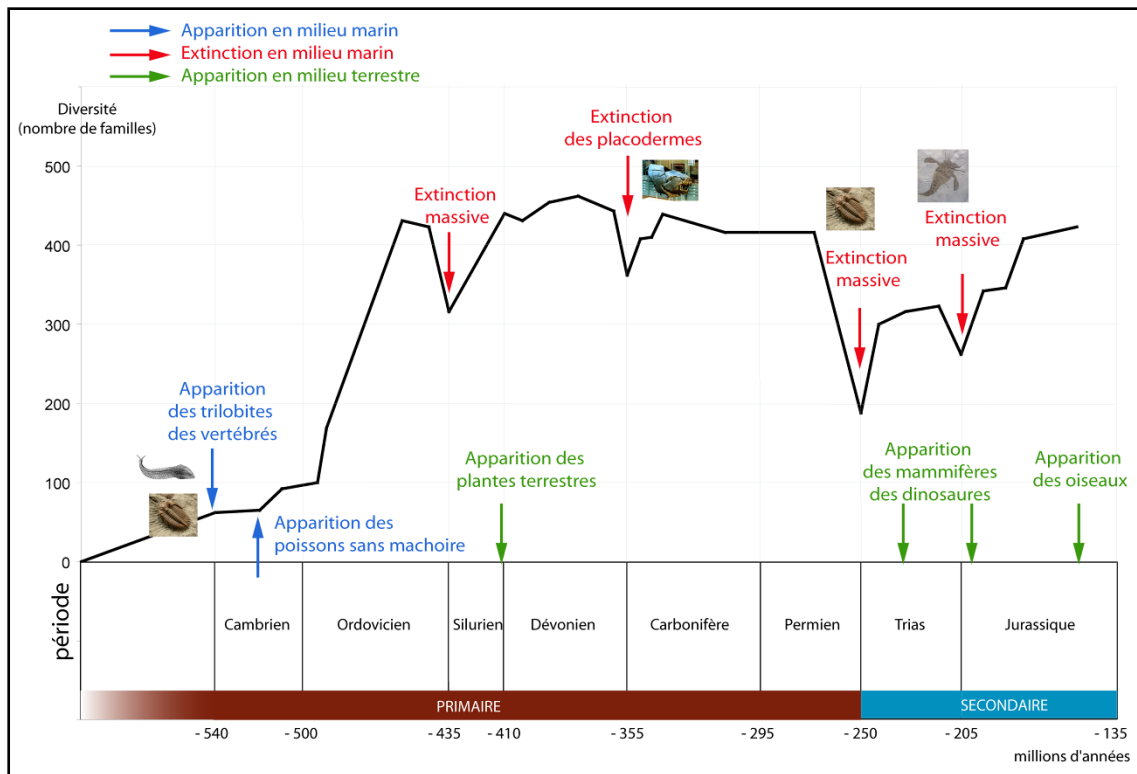 Apparition en milieu marin
Extinction en milieu marin
Apparition en milieu terrestre
Diversité
(nombre de familles)
500
400
300
200
100
0
Extinction
des placodermes
Extinction
massive
Extinction
massive
Extinction
massive
Apparition
des trilobites
des vertébrés
Apparition des
poissons sans machoire
Apparition des
plantes terrestres
Apparition
des mammifères
des dinosaures
Apparition
des oiseaux
période
Cambrien
Ordovicien
Silurien
Dévonien
Carbonifère
Permien
Trias
Jurassique
PRIMAIRE
SECONDAIRE
- 540
- 500
- 435
- 410
- 355
- 295
- 250
- 205
- 135
millions d'années